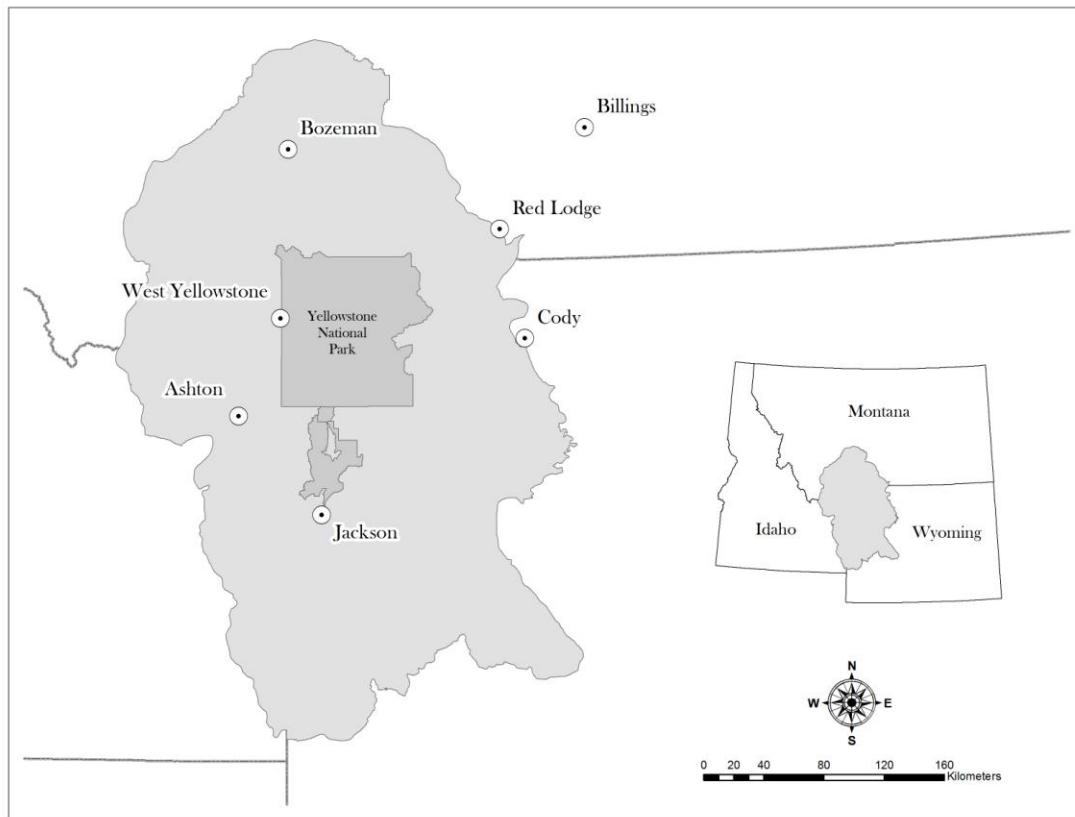 Billings
Bozeman
Red Lodge
West Yellowstone
Yellowstone
National
Park
Cody
Ashton
Montana
Jackson
Idaho
Wyoming
N
W E
S
0 20 40 80 120 160
Kilometers